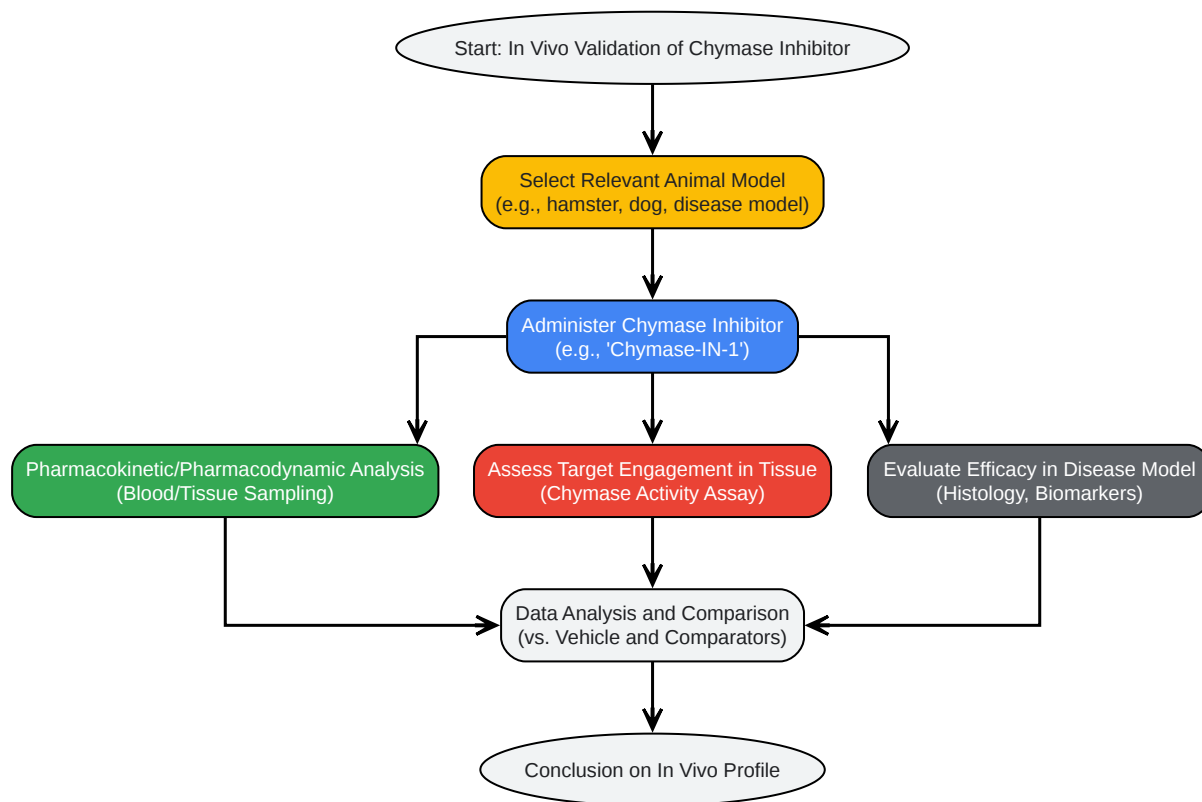 Start: In Vivo Validation of Chymase Inhibitor
Select Relevant Animal Model
(e.g., hamster, dog, disease model)
Administer Chymase Inhibitor
(e.g., 'Chymase-IN-1')
Pharmacokinetic/Pharmacodynamic Analysis
(Blood/Tissue Sampling)
Assess Target Engagement in Tissue
(Chymase Activity Assay)
Evaluate Efficacy in Disease Model
(Histology, Biomarkers)
Data Analysis and Comparison
(vs. Vehicle and Comparators)
Conclusion on In Vivo Profile